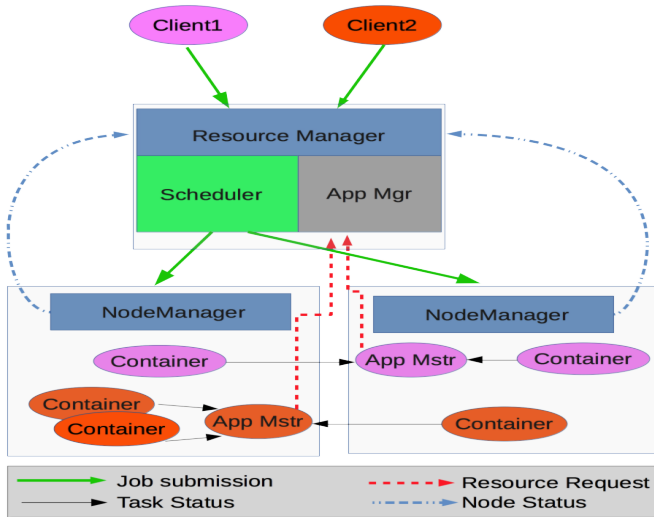 Client1
Client2
Resource Manager
Scheduler
App Mgr
NodeManager
NodeManager
Container
App Mstr
Container
Container
Container
App Mstr
Container
Job submission
Resource Request
Task Status
Node Status